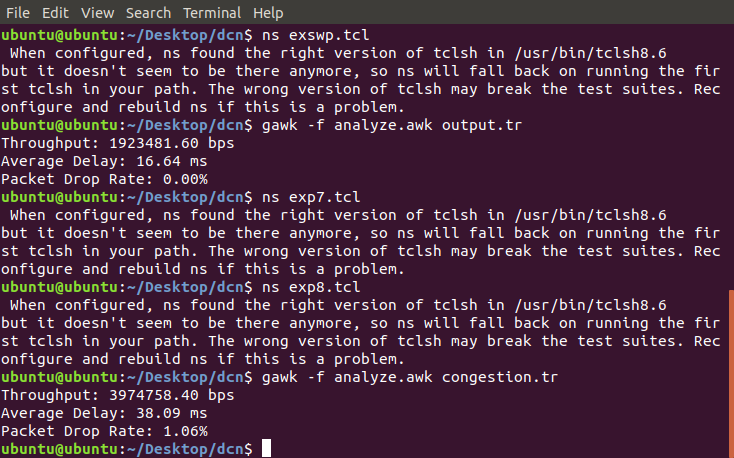 File Edit View Search Terminal Help
ubuntu@ubuntu:~/Desktop/dcn$ ns exswp.tcl
 When configured, ns found the right version of tclsh in /usr/bin/tclsh8.6
but it doesn't seem to be there anymore, so ns will fall back on running the fir
st tclsh in your path. The wrong version of tclsh may break the test suites. Rec
onfigure and rebuild ns if this is a problem.
ubuntu@ubuntu:~/Desktop/dcn$ gawk -f analyze.awk output.tr
Throughput: 1923481.60 bps
Average Delay: 16.64 ms
Packet Drop Rate: 0.00%
ubuntu@ubuntu:~/Desktop/dcn$ ns exp7.tcl
 When configured, ns found the right version of tclsh in /usr/bin/tclsh8.6
but it doesn't seem to be there anymore, so ns will fall back on running the fir
st tclsh in your path. The wrong version of tclsh may break the test suites. Rec
onfigure and rebuild ns if this is a problem.
ubuntu@ubuntu:~/Desktop/dcn$ ns exp8.tcl
 When configured, ns found the right version of tclsh in /usr/bin/tclsh8.6
but it doesn't seem to be there anymore, so ns will fall back on running the fir
st tclsh in your path. The wrong version of tclsh may break the test suites. Rec
onfigure and rebuild ns if this is a problem.
ubuntu@ubuntu:~/Desktop/dcn$ gawk -f analyze.awk congestion.tr
Throughput: 3974758.40 bps
Average Delay: 38.09 ms
Packet Drop Rate: 1.06%
ubuntu@ubuntu:~/Desktop/dcn$